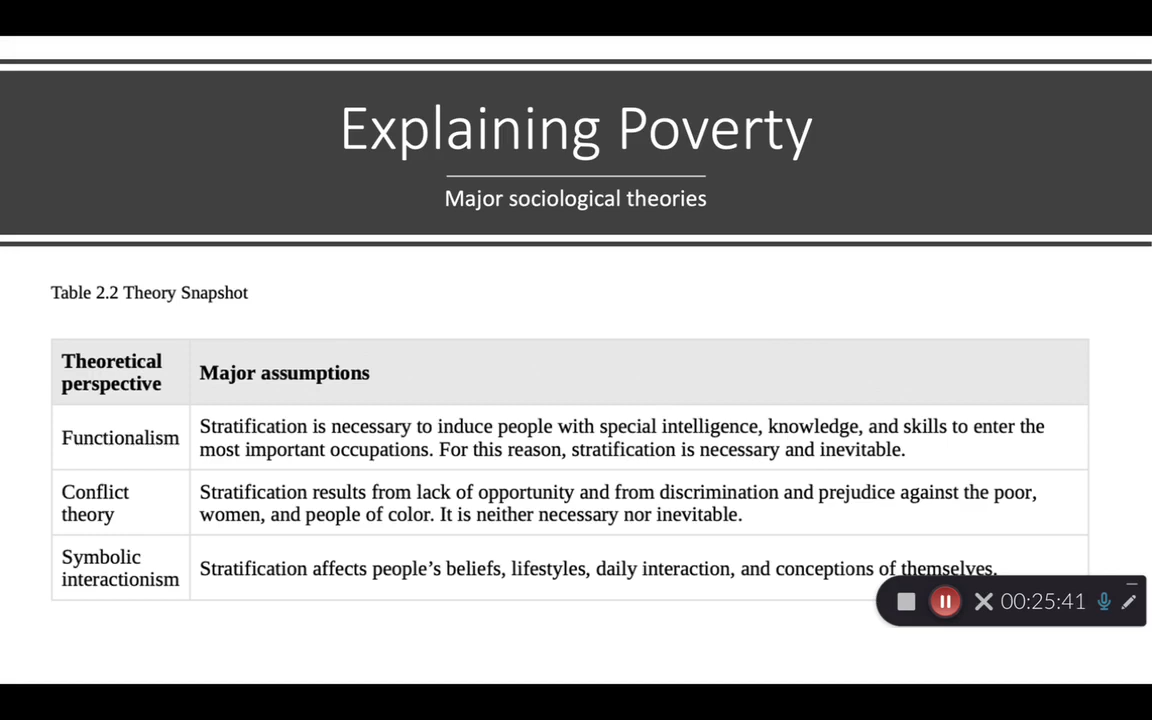 Explaining Poverty
Major sociological theories
Table 2.2 Theory Snapshot
Theoretical
perspective
Major assumptions
Functionalism
Stratification is necessary to induce people with special intelligence, knowledge, and skills to enter the
most important occupations. For this reason, stratification is necessary and inevitable.
Conflict
theory
Stratification results from lack of opportunity and from discrimination and prejudice against the poor,
women, and people of color. It is neither necessary nor inevitable.
Symbolic
interactionism
Stratification affects people’s beliefs, lifestyles, daily interaction, and conceptions of themselves.
00:25:41